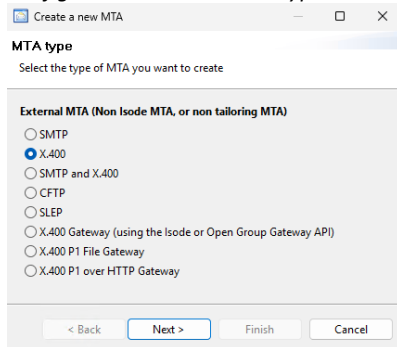 Create a new MTA
MTA type
Select the type of MTA you want to create
External MTA (Non Isode MTA, or non tailoring MTA)
SMTP
X.400
SMTP and X.400
CFTP
SLEP
X.400 Gateway (using the Isode or Open Group Gateway API)
X.400 P1 File Gateway
X.400 P1 over HTTP Gateway
< Back Next > Finish Cancel